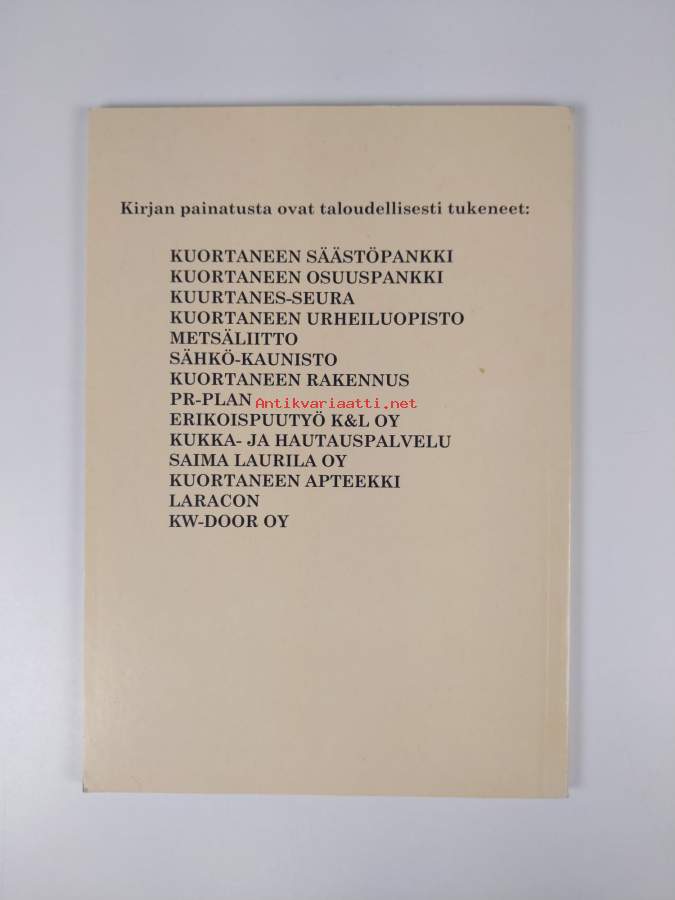 Kirjan painatusta ovat taloudellisesti tukeneet:
KUORTANEEN SÄÄSTÖPANKKI
KUORTANEEN OSUUSPANKKI
KUURTANES-SEURA
KUORTANEEN URHEILUOPISTO
METSÄLIITTO
SÄHKÖ-KAUNISTO
KUORTANEEN RAKENNUS
PR-PLAN
Antikvariaatti.net
ERIKOISPUUTYÖ K&L OY
KUKKA- JA HAUTAUSPALVELU
SAIMA LAURILA OY
KUORTANEEN APTEEKKI
LARACON
KW-DOOR OY